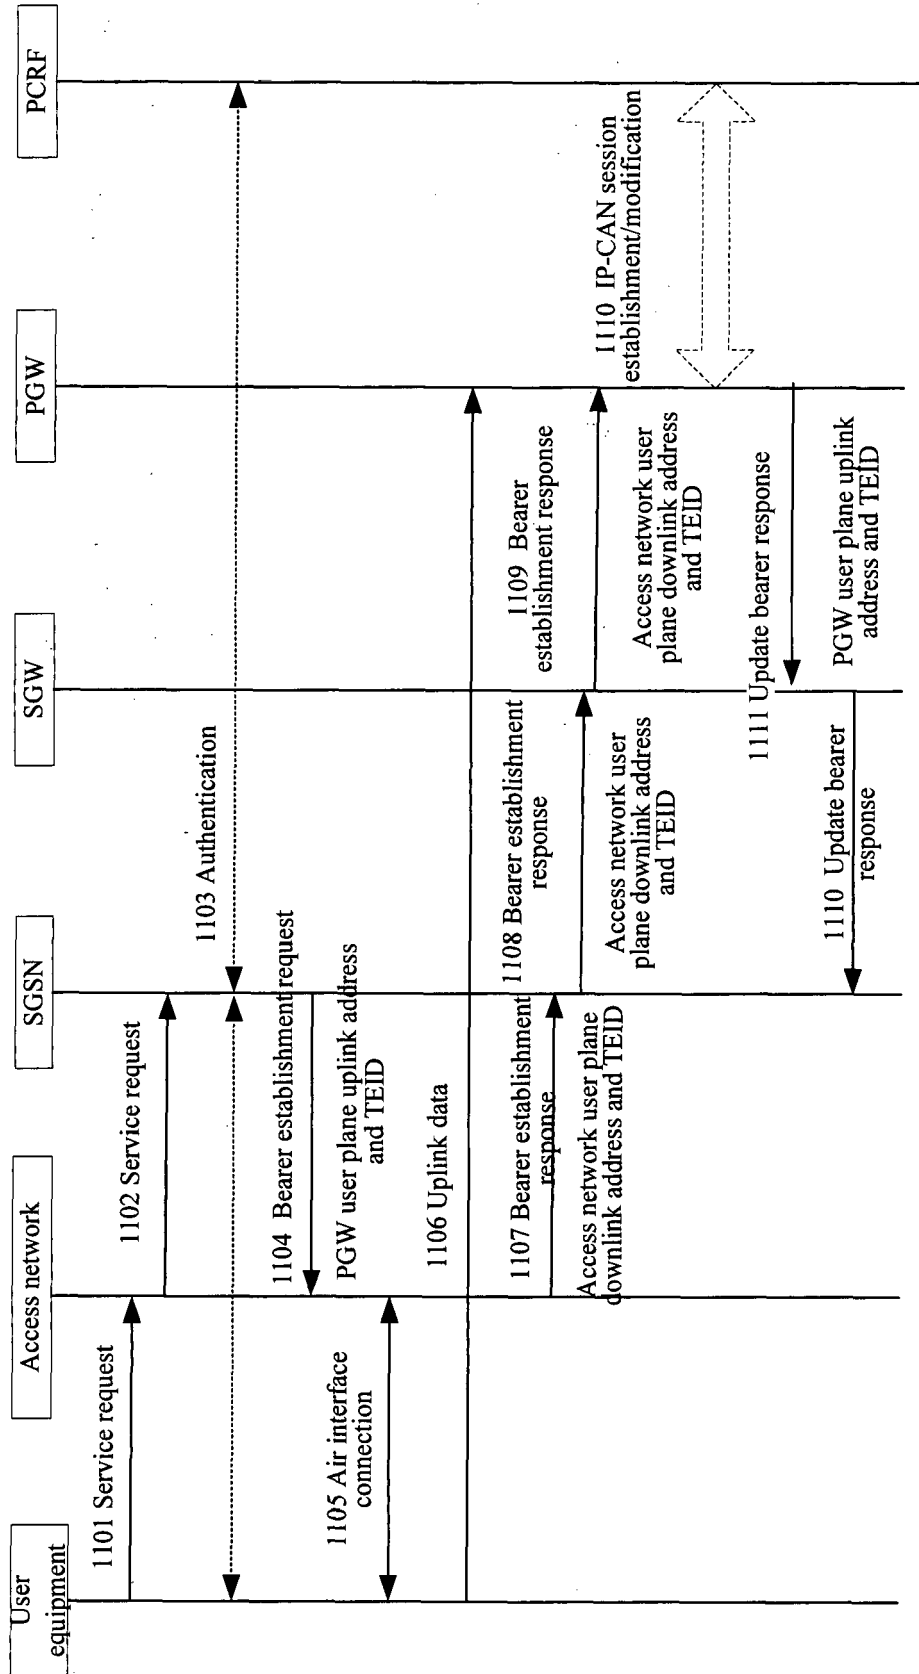 User
equipment
Access network
SGSN
SGW
PGW
PCRF
1101 Service request
1102 Service request
1103 Authentication
1104 Bearer establishment request
PGW user plane uplink address
and TEID
1105 Air interface
connection
1106 Uplink data
1107 Bearer establishment
response
Access network user plane
downlink address and TEID
1108 Bearer establishment
response
Access network user
plane downlink address
and TEID
1109 Bearer
establishment response
Access network user
plane downlink address
and TEID
1110 IP-CAN session
establishment/modification
1111 Update bearer response
PGW user plane uplink
address and TEID
1110 Update bearer
response